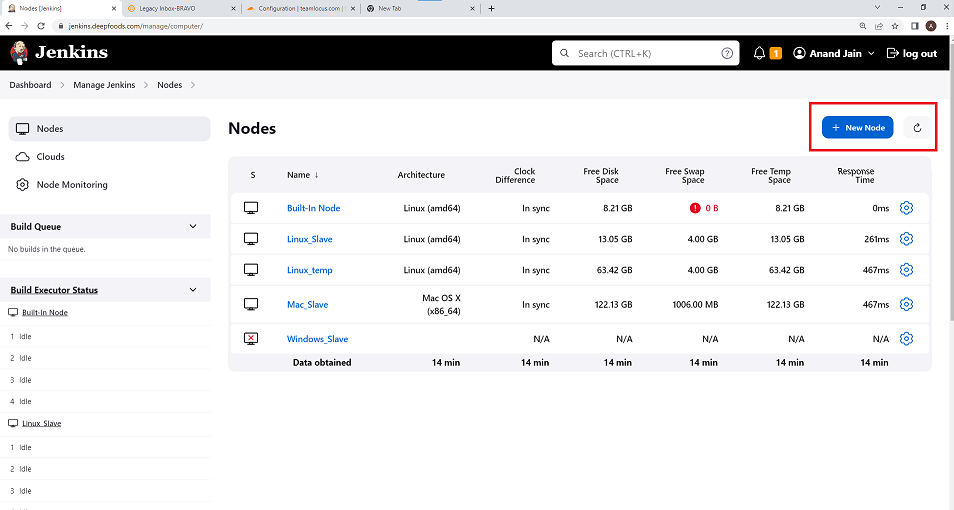 Nodes [Jenkins]
Legacy Inbox-BRAVO
Configuration | teamlocus.com |
New Tab
jenkins.deepfoods.com/manage/computer/
A
Jenkins
Search (CTRL+K)
?
1
Anand Jain
log out
Dashboard > Manage Jenkins > Nodes >
Nodes
Clouds
Node Monitoring
Build Queue
No builds in the queue.
Build Executor Status
Built-In Node
1 Idle
2 Idle
3 Idle
4 Idle
Linux_Slave
1 Idle
2 Idle
3 Idle
Nodes
+ New Node
S Name ↓ Architecture Clock Difference Free Disk Space Free Swap Space Free Temp Space Response Time
Built-In Node Linux (amd64) In sync 8.21 GB ! 0 B 8.21 GB 0ms
Linux_Slave Linux (amd64) In sync 13.05 GB 4.00 GB 13.05 GB 261ms
Linux_temp Linux (amd64) In sync 63.42 GB 4.00 GB 63.42 GB 467ms
Mac_Slave Mac OS X (x86_64) In sync 122.13 GB 1006.00 MB 122.13 GB 467ms
Windows_Slave N/A N/A N/A N/A N/A
Data obtained 14 min 14 min 14 min 14 min 14 min 14 min